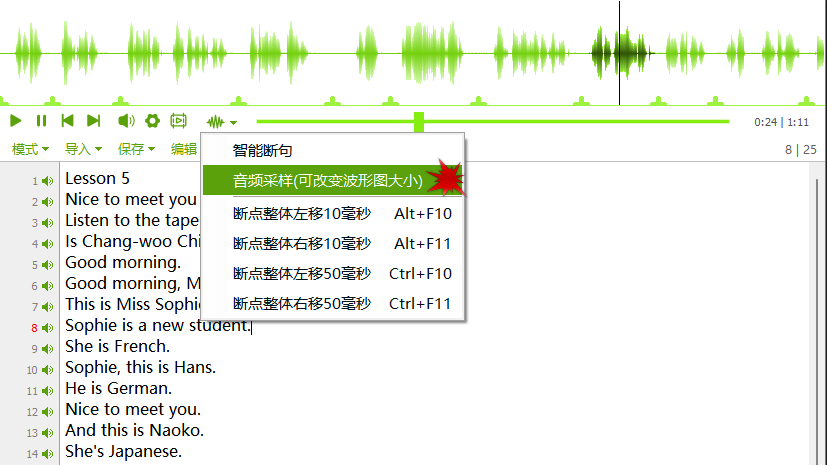 0:24 | 1:11
模式 导入 保存 编辑
8 | 25
智能断句
音频采样(可改变波形图大小)
断点整体左移10毫秒 Alt+F10
断点整体右移10毫秒 Alt+F11
断点整体左移50毫秒 Ctrl+F10
断点整体右移50毫秒 Ctrl+F11
1 Lesson 5
2 Nice to meet you
3 Listen to the tape
4 Is Chang-woo Chi
5 Good morning.
6 Good morning, M
7 This is Miss Sophie
8 Sophie is a new student.
9 She is French.
10 Sophie, this is Hans.
11 He is German.
12 Nice to meet you.
13 And this is Naoko.
14 She's Japanese.